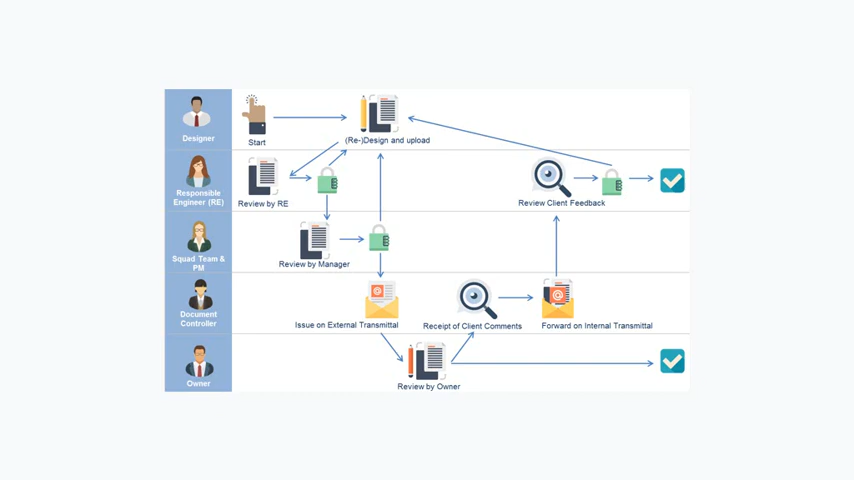 Designer
Start
(Re-)Design and upload
Responsible
Engineer (RE)
Review by RE
Review Client Feedback
Squad Team &
PM
Review by Manager
Document
Controller
Issue on External Transmittal
Receipt of Client Comments
Forward on Internal Transmittal
Owner
Review by Owner